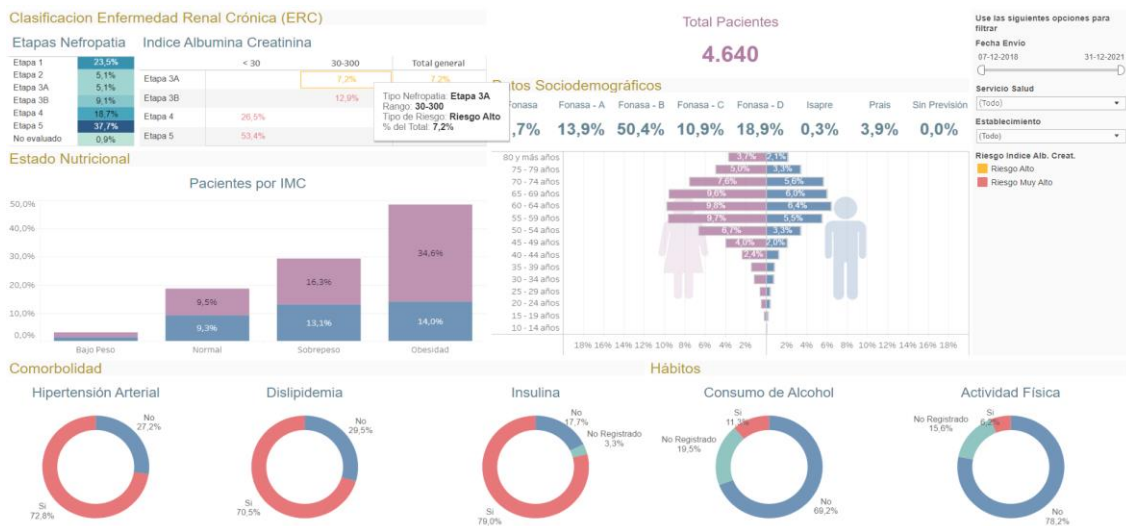 Clasificacion Enfermedad Renal Crónica (ERC)
Etapas Nefropatia
Etapa 1 23,5%
Etapa 2 5,1%
Etapa 3A 5,1%
Etapa 3B 9,1%
Etapa 4 18,7%
Etapa 5 37,7%
No evaluado 0,9%
Indice Albumina Creatinina
< 30 30-300 Total general
Etapa 3A 7,2% 7,2%
Etapa 3B 12,9%
Etapa 4 26,5%
Etapa 5 53,4%
Tipo Nefropatia: Etapa 3A
Rango: 30-300
Tipo de Riesgo: Riesgo Alto
% del Total: 7,2%
Total Pacientes
4.640
Datos Sociodemográficos
Fonasa Fonasa - A Fonasa - B Fonasa - C Fonasa - D Isapre Prais Sin Previsión
,7% 13,9% 50,4% 10,9% 18,9% 0,3% 3,9% 0,0%
80 y más años 3,7% 2,1%
75 - 79 años 5,0% 3,3%
70 - 74 años 7,6% 5,6%
65 - 69 años 9,6% 6,0%
60 - 64 años 9,8% 6,4%
55 - 59 años 9,7% 5,5%
50 - 54 años 6,7% 3,3%
45 - 49 años 4,0% 2,0%
40 - 44 años 2,4%
35 - 39 años
30 - 34 años
25 - 29 años
20 - 24 años
15 - 19 años
10 - 14 años
18% 16% 14% 12% 10% 8% 6% 4% 2% 2% 4% 6% 8% 10% 12% 14% 16% 18%
Use las siguientes opciones para
filtrar
Fecha Envio
07-12-2018 31-12-2021
Servicio Salud
(Todo)
Establecimiento
(Todo)
Riesgo Indice Alb. Creat.
Riesgo Alto
Riesgo Muy Alto
Estado Nutricional
Pacientes por IMC
50,0%
40,0%
30,0%
20,0%
10,0%
0,0%
9,5%
9,3%
16,3%
13,1%
34,6%
14,0%
Bajo Peso Normal Sobrepeso Obesidad
Comorbolidad
Hipertensión Arterial
No
27,2%
Si
72,8%
Dislipidemia
No
29,5%
Si
70,5%
Insulina
No
17,7%
No Registrado
3,3%
Si
79,0%
Hábitos
Consumo de Alcohol
Si
11,3%
No Registrado
19,5%
No
69,2%
Actividad Física
Si
6,2%
No Registrado
15,6%
No
78,2%